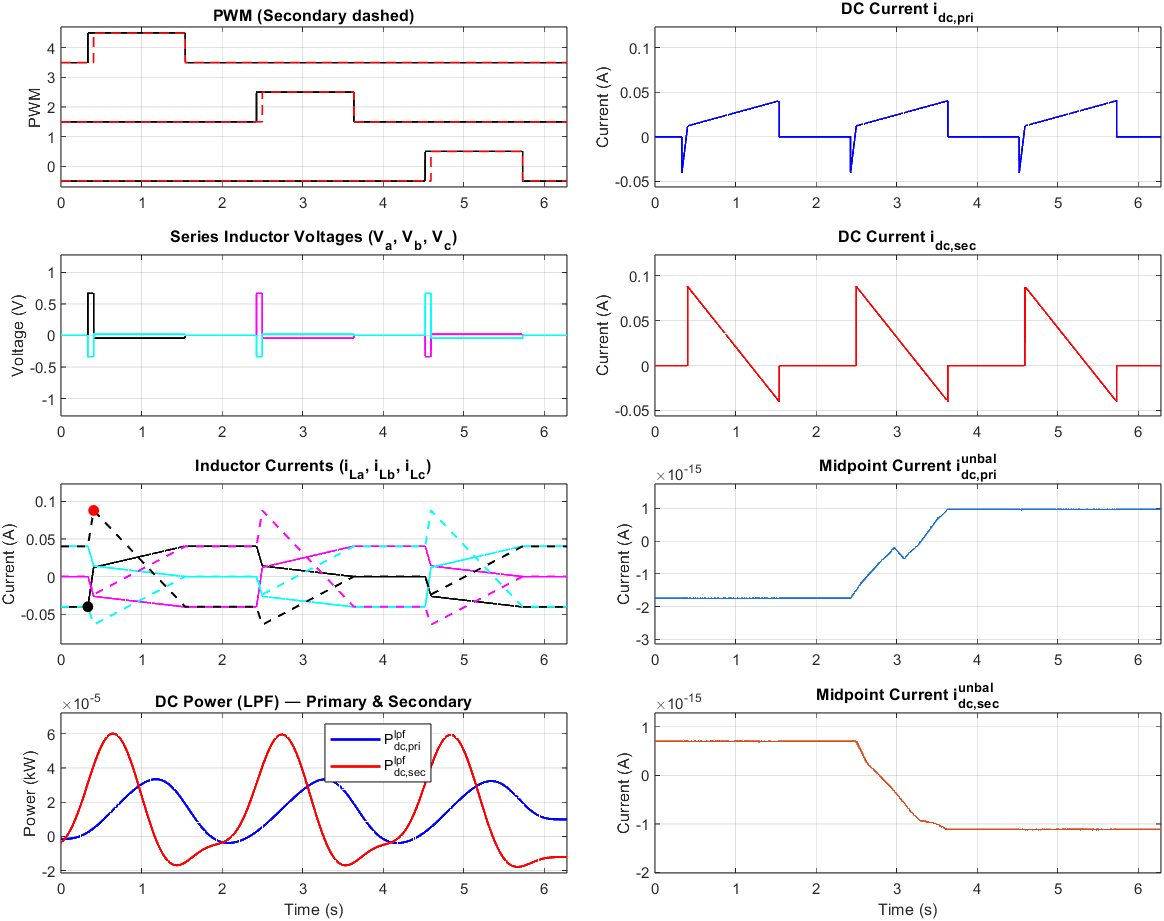 PWM (Secondary dashed)
PWM
4
3
2
1
0
0 1 2 3 4 5 6
DC Current i_dc,pri
Current (A)
0.1
0.05
0
-0.05
0 1 2 3 4 5 6
Series Inductor Voltages (V_a, V_b, V_c)
Voltage (V)
1
0.5
0
-0.5
-1
0 1 2 3 4 5 6
DC Current i_dc,sec
Current (A)
0.1
0.05
0
-0.05
0 1 2 3 4 5 6
Inductor Currents (i_La, i_Lb, i_Lc)
Current (A)
0.1
0.05
0
-0.05
0 1 2 3 4 5 6
Midpoint Current i^unbal_dc,pri
×10^-15
Current (A)
1
0
-1
-2
-3
0 1 2 3 4 5 6
DC Power (LPF) — Primary & Secondary
×10^-5
Power (kW)
6
4
2
0
-2
P^lpf_dc,pri
P^lpf_dc,sec
0 1 2 3 4 5 6
Time (s)
Midpoint Current i^unbal_dc,sec
×10^-15
Current (A)
1
0
-1
-2
0 1 2 3 4 5 6
Time (s)